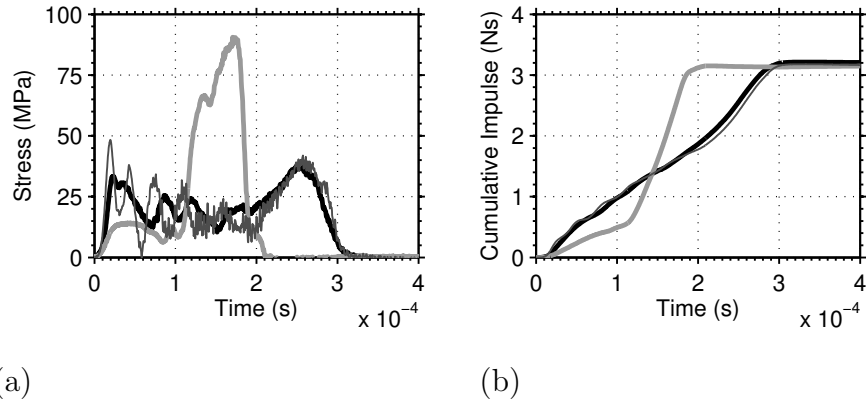 100
75
50
25
0
Stress (MPa)
0 1 2 3 4
Time (s)
x 10⁻⁴
4
3
2
1
0
Cumulative Impulse (Ns)
0 1 2 3 4
Time (s)
x 10⁻⁴
(a)
(b)